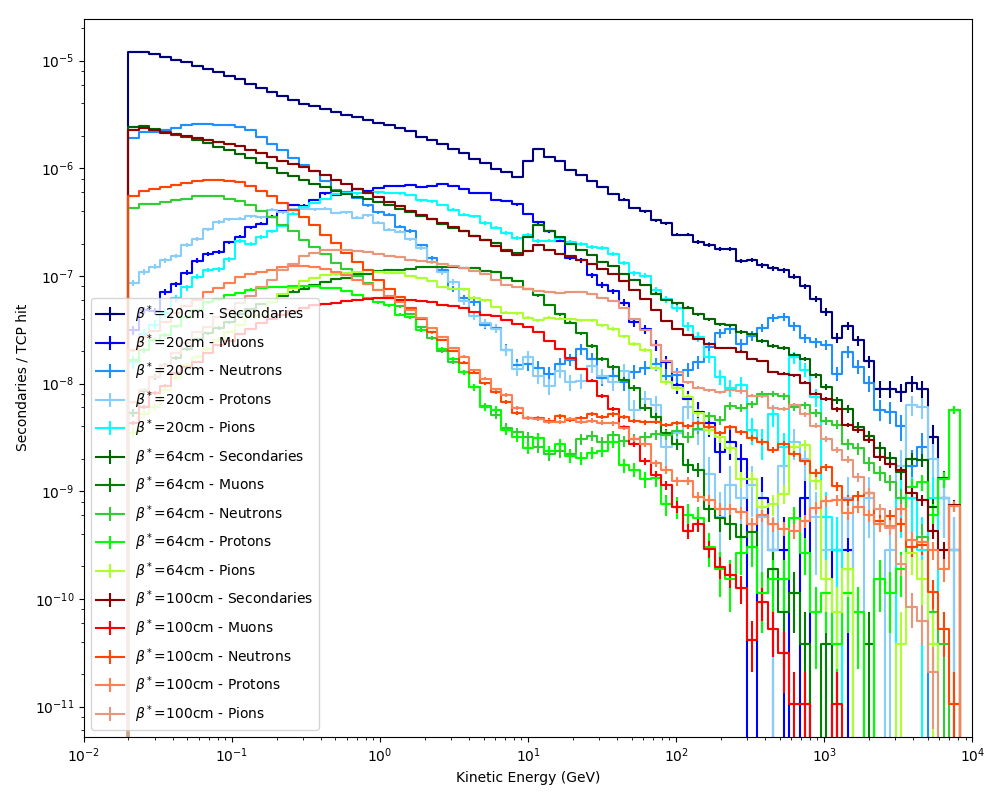 Secondaries / TCP hit
10⁻⁵
10⁻⁶
10⁻⁷
10⁻⁸
10⁻⁹
10⁻¹⁰
10⁻¹¹
β*=20cm - Secondaries
β*=20cm - Muons
β*=20cm - Neutrons
β*=20cm - Protons
β*=20cm - Pions
β*=64cm - Secondaries
β*=64cm - Muons
β*=64cm - Neutrons
β*=64cm - Protons
β*=64cm - Pions
β*=100cm - Secondaries
β*=100cm - Muons
β*=100cm - Neutrons
β*=100cm - Protons
β*=100cm - Pions
10⁻² 10⁻¹ 10⁰ 10¹ 10² 10³ 10⁴
Kinetic Energy (GeV)